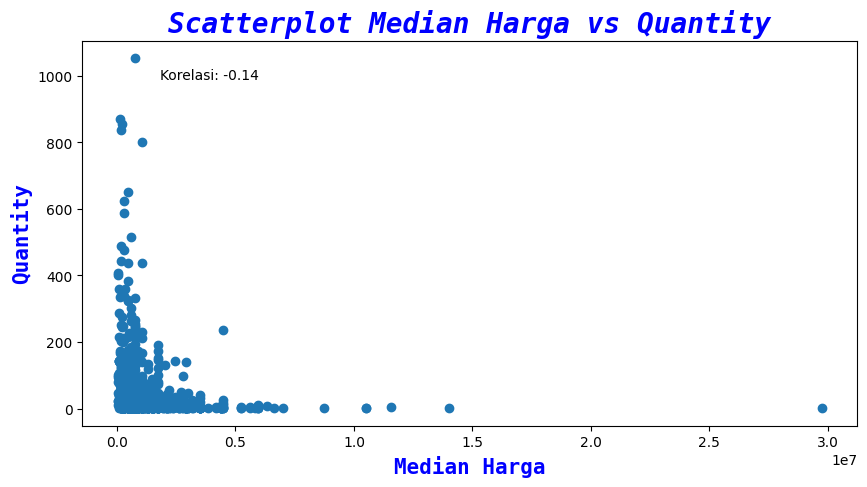 Scatterplot Median Harga vs Quantity
Korelasi: -0.14
Quantity
1000
800
600
400
200
0
0.0 0.5 1.0 1.5 2.0 2.5 3.0
1e7
Median Harga